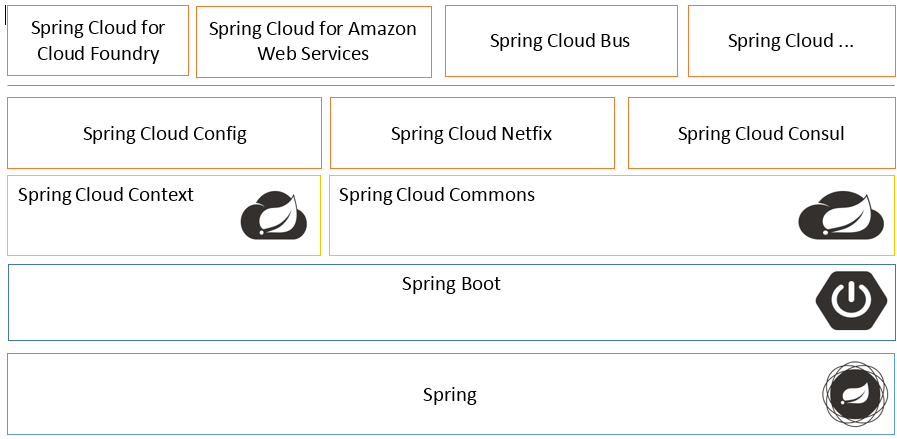 Spring Cloud for
Cloud Foundry
Spring Cloud for Amazon
Web Services
Spring Cloud Bus
Spring Cloud ...
Spring Cloud Config
Spring Cloud Netfix
Spring Cloud Consul
Spring Cloud Context
Spring Cloud Commons
Spring Boot
Spring